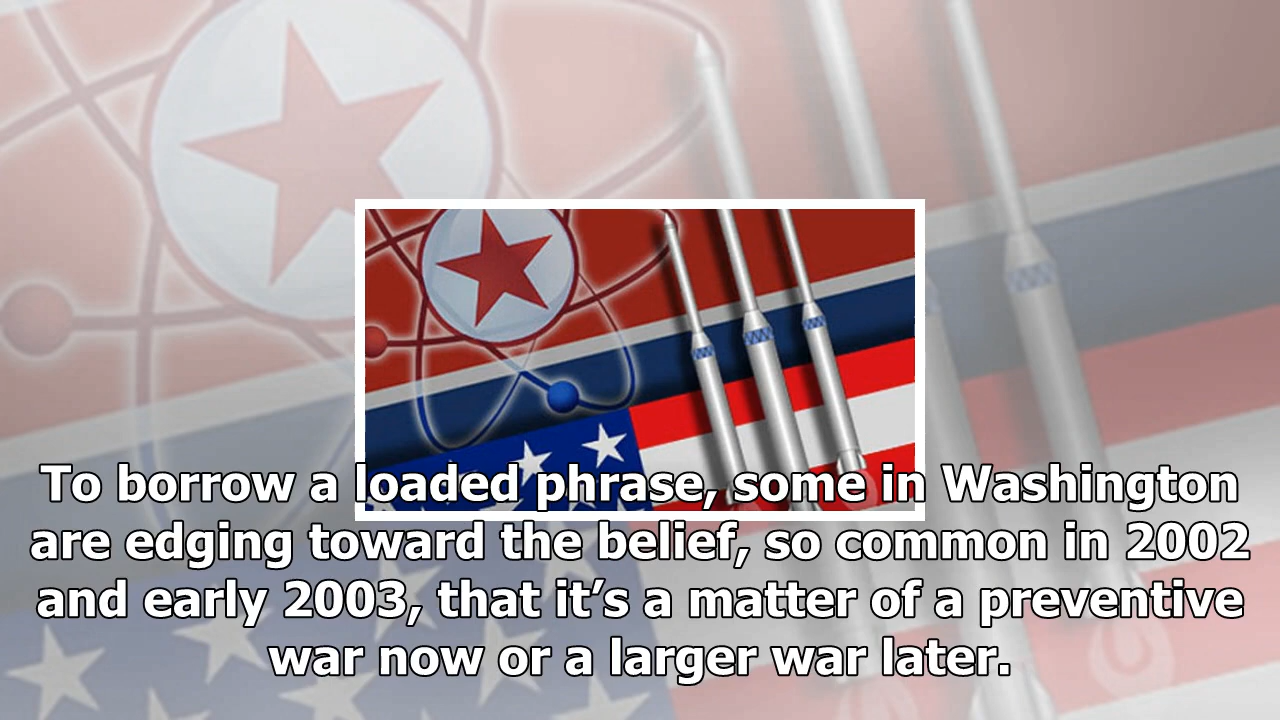 To borrow a loaded phrase, some in Washington
are edging toward the belief, so common in 2002
and early 2003, that it’s a matter of a preventive
war now or a larger war later.